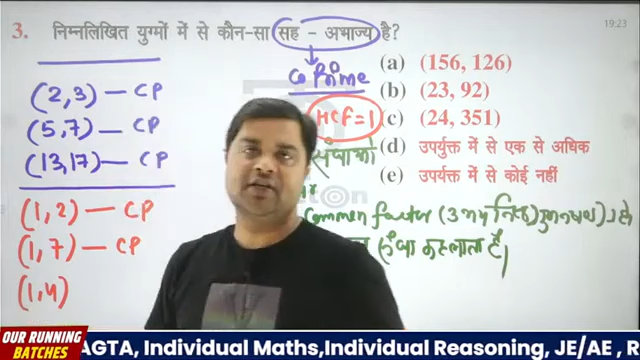 3. निम्नलिखित युग्मों में से कौन-सा सह - अभाज्य है?
19:23
Co Prime
HCF = 1
(a) (156, 126)
(b) (23, 92)
(c) (24, 351)
(d) उपर्युक्त में से एक से अधिक
(e) उपर्युक्त में से कोई नहीं
(2,3) — CP
(5,7) — CP
(13,17) — CP
(1,2) — CP
(1,7) — CP
(1,4)
common factor
कहलाता है।
OUR RUNNING
BATCHES
AGTA, Individual Maths,Individual Reasoning, JE/AE , R